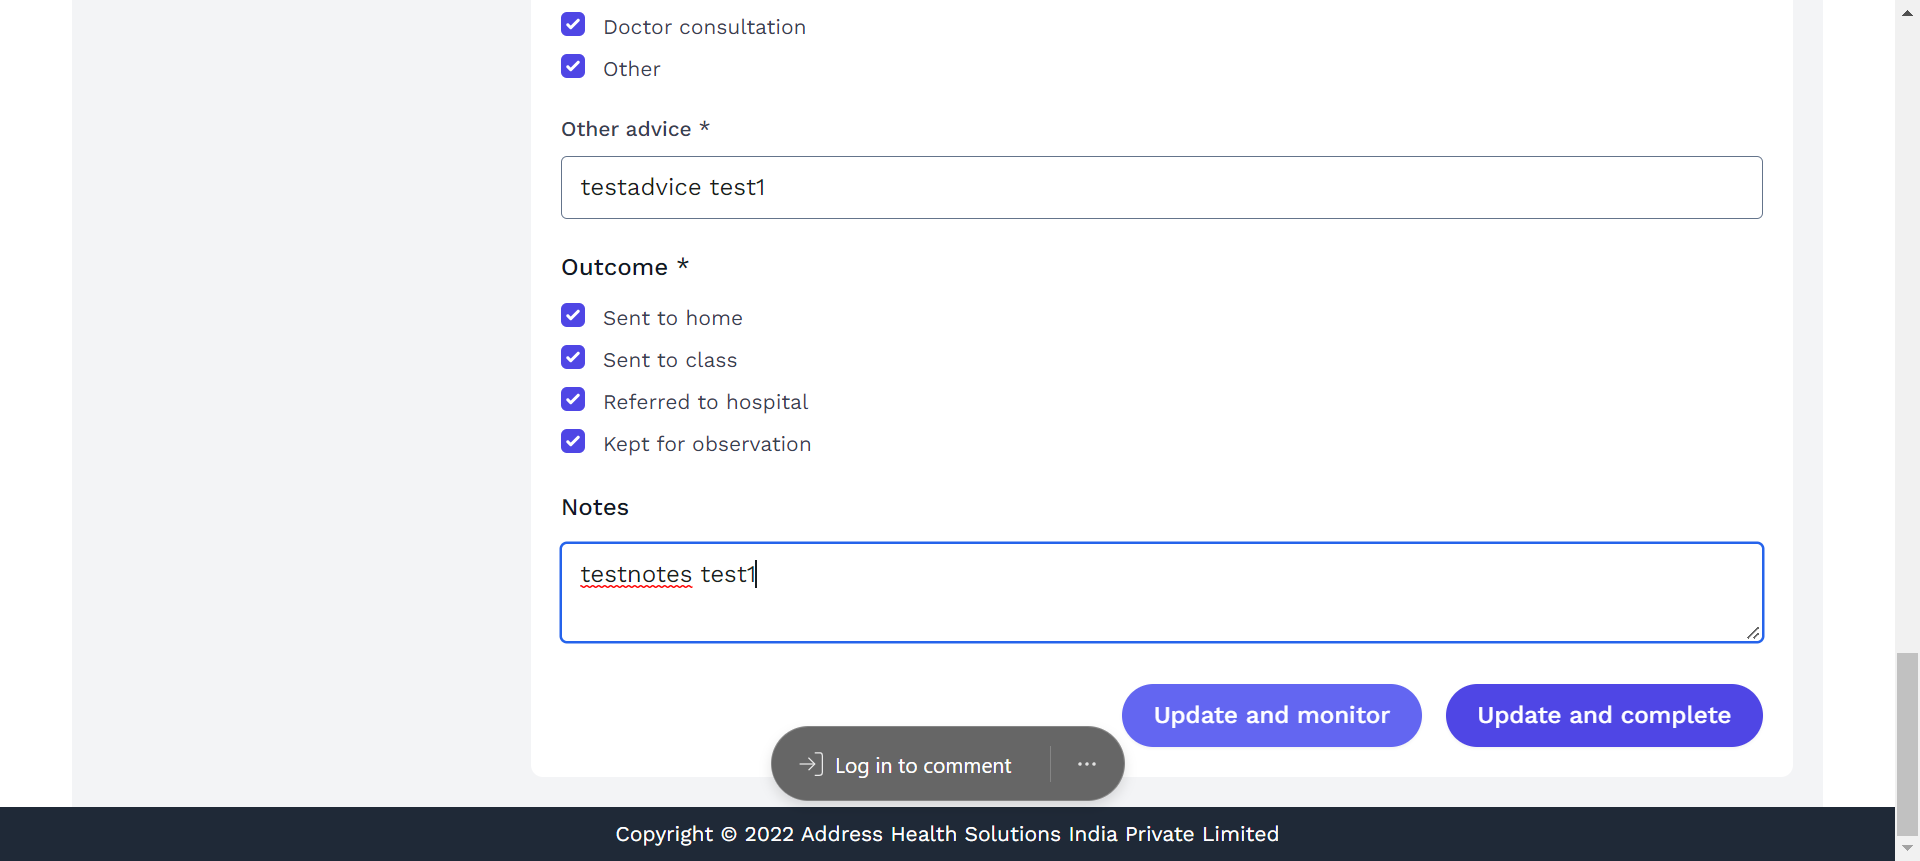 Doctor consultation
Other
Other advice *
testadvice test1
Outcome *
Sent to home
Sent to class
Referred to hospital
Kept for observation
Notes
testnotes test1
Update and monitor
Update and complete
Log in to comment
Copyright © 2022 Address Health Solutions India Private Limited